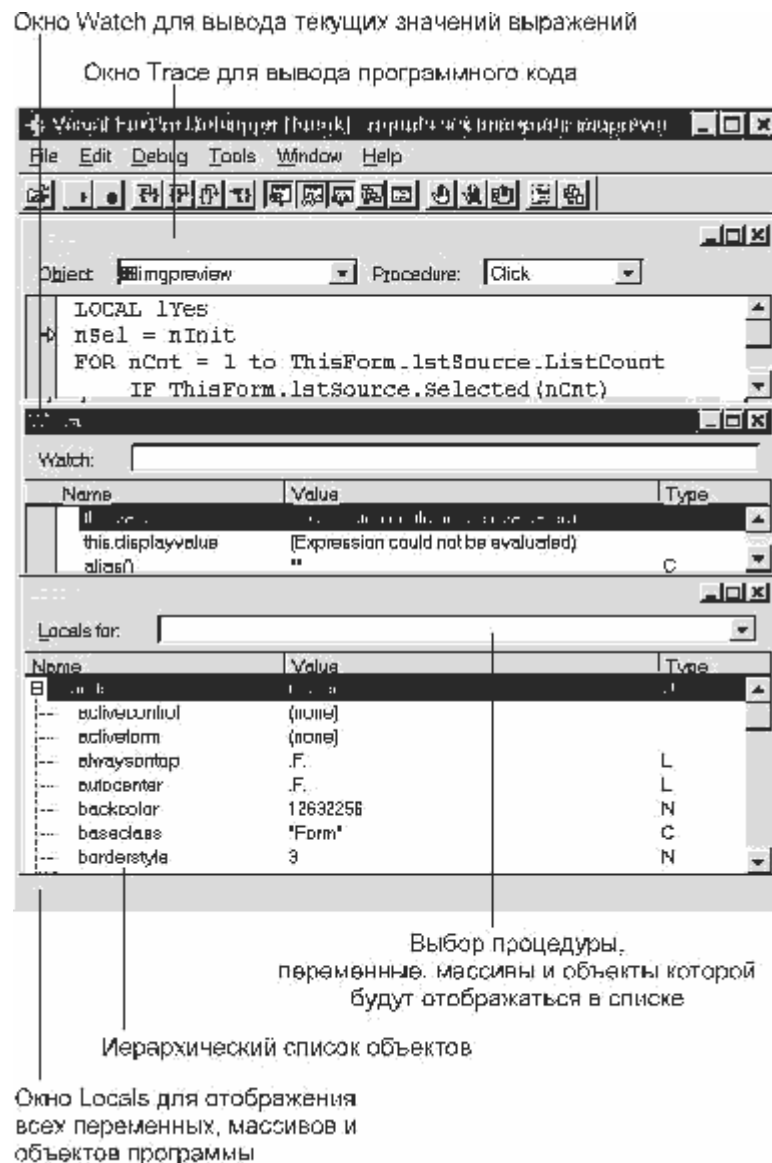 Окно Watch для вывода текущих значений выражений
Окно Trace для вывода программного кода
Visual FoxPro Debugger
File Edit Debug Tools Window Help
Object: imgpreview Procedure: Click
LOCAL lYes
nSel = nInit
FOR nCnt = 1 to ThisForm.lstSource.ListCount
IF ThisForm.lstSource.Selected(nCnt)
Watch:
Name Value Type
this.displayvalue (Expression could not be evaluated)
alias() "" C
Locals for:
Name Value Type
activecontrol (none)
activeform (none)
alwaysontop .F. L
autocenter .F. L
backcolor 12632256 N
baseclass "Form" C
borderstyle 3 N
Выбор процедуры,
переменные, массивы и объекты которой
будут отображаться в списке
Иерархический список объектов
Окно Locals для отображения
всех переменных, массивов и
объектов программы